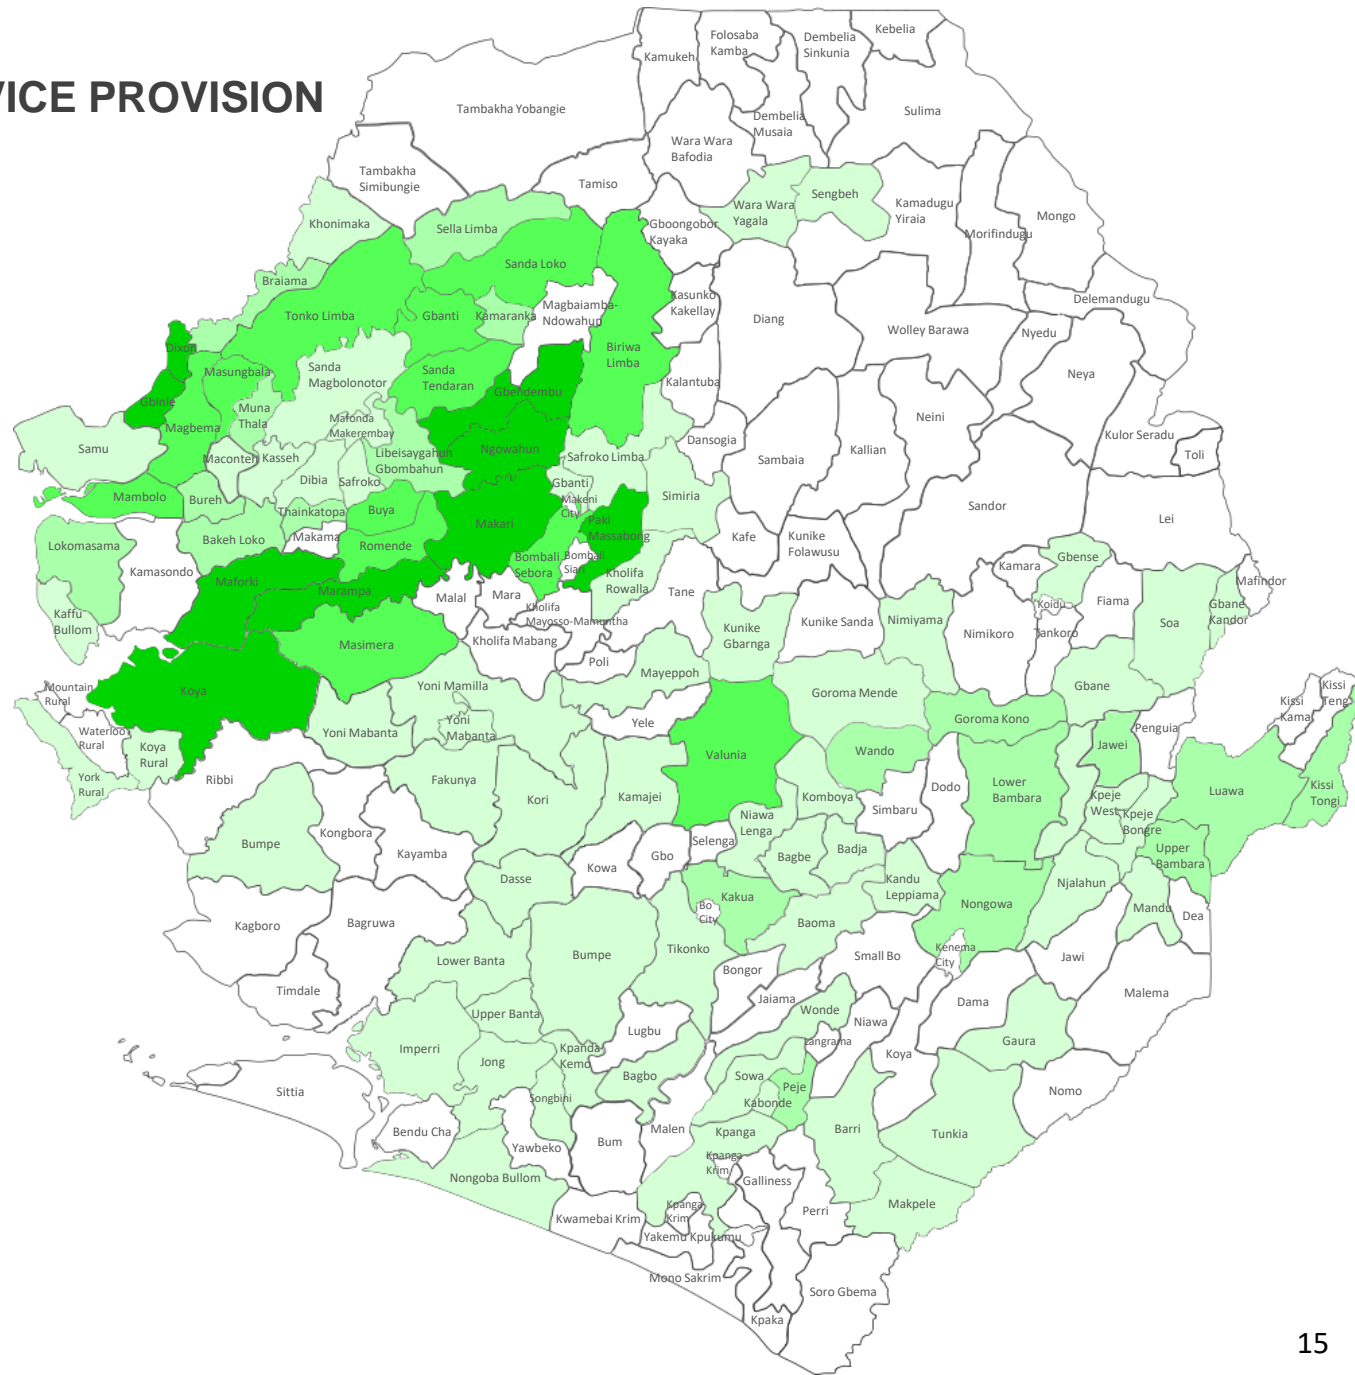 VICE PROVISION
Kebelia
Folosaba
Kamba
Dembelia
Sinkunia
Kamukeh
Tambakha Yobangie
Sulima
Dembelia
Musaia
Wara Wara
Bafodia
Tambakha
Simibungie
Tamiso
Sengbeh
Wara Wara
Yagala
Kamadugu
Yiraia
Mongo
Khonimaka
Sella Limba
Gboongobor
Kayaka
Morifindugu
Sanda Loko
Braiama
Kasunko
Kakellay
Delemandugu
Magbaiamba-
Ndowahun
Tonko Limba
Gbanti
Kamaranka
Diang
Wolley Barawa
Nyedu
Dixon
Biriwa
Limba
Masungbala
Sanda
Magbolonotor
Sanda
Tendaran
Kalantuba
Neya
Gbendembu
Gbinle
Muna
Thala
Mafonda
Makerembay
Neini
Magbema
Kulor Seradu
Samu
Ngowahun
Dansogia
Kallian
Toli
Maconteh
Kasseh
Libeisaygahun
Gbombahun
Safroko Limba
Sambaia
Dibia
Safroko
Gbanti
Simiria
Mambolo
Bureh
Makeni
City
Sandor
Thainkatopa
Buya
Makari
Paki
Massabong
Lei
Bakeh Loko
Makama
Kafe
Kunike
Folawusu
Lokomasama
Romende
Bombali
Sebora
Bombali
Siari
Gbense
Kamasondo
Kamara
Maforki
Kholifa
Rowalla
Mafindor
Marampa
Malal
Mara
Tane
Fiama
Kaffu
Bullom
Kholifa
Mayosso-Mamuntha
Koidu
Gbane
Kandor
Masimera
Kholifa Mabang
Kunike
Gbarnga
Kunike Sanda
Nimiyama
Nimikoro
Tankoro
Soa
Poli
Mayeppoh
Mountain
Rural
Koya
Yoni Mamilla
Goroma Mende
Gbane
Kissi
Teng
Kissi
Kama
Yele
Goroma Kono
Waterloo
Rural
Yoni Mabanta
Yoni
Mabanta
Penguia
Koya
Rural
Valunia
Wando
Jawei
York
Rural
Ribbi
Fakunya
Kori
Kamajei
Komboya
Dodo
Lower
Bambara
Luawa
Kissi
Tongi
Simbaru
Kpeje
West
Kpeje
Bongre
Niawa
Lenga
Kongbora
Bumpe
Kayamba
Selenga
Upper
Bambara
Gbo
Bagbe
Badja
Kowa
Dasse
Kandu
Leppiama
Njalahun
Kakua
Nongowa
Mandu
Bo
City
Dea
Kagboro
Bagruwa
Baoma
Tikonko
Kenema
City
Lower Banta
Bumpe
Small Bo
Jawi
Bongor
Timdale
Malema
Jaiama
Dama
Upper Banta
Wonde
Lugbu
Niawa
Imperri
Langrama
Gaura
Kpanda
Kemo
Koya
Jong
Bagbo
Sowa
Peje
Sittia
Nomo
Songbini
Kabonde
Bendu Cha
Malen
Kpanga
Barri
Tunkia
Yawbeko
Bum
Kpanga
Krim
Nongoba Bullom
Galliness
Makpele
Kpanga
Krim
Perri
Kwamebai Krim
Yakemu Kpukumu
Mono Sakrim
Soro Gbema
Kpaka
15